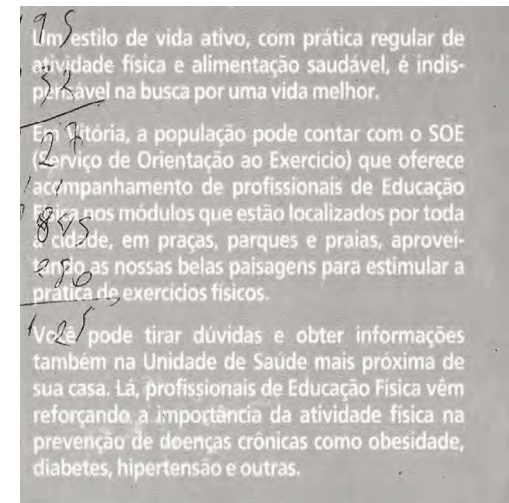 Um estilo de vida ativo, com prática regular de
atividade física e alimentação saudável, é indis-
pensável na busca por uma vida melhor.
Em Vitória, a população pode contar com o SOE
(Serviço de Orientação ao Exercício) que oferece
acompanhamento de profissionais de Educação
Física nos módulos que estão localizados por toda
a cidade, em praças, parques e praias, aprovei-
tando as nossas belas paisagens para estimular a
prática de exercícios físicos.
Você pode tirar dúvidas e obter informações
também na Unidade de Saúde mais próxima de
sua casa. Lá, profissionais de Educação Física vêm
reforçando a importância da atividade física na
prevenção de doenças crônicas como obesidade,
diabetes, hipertensão e outras.